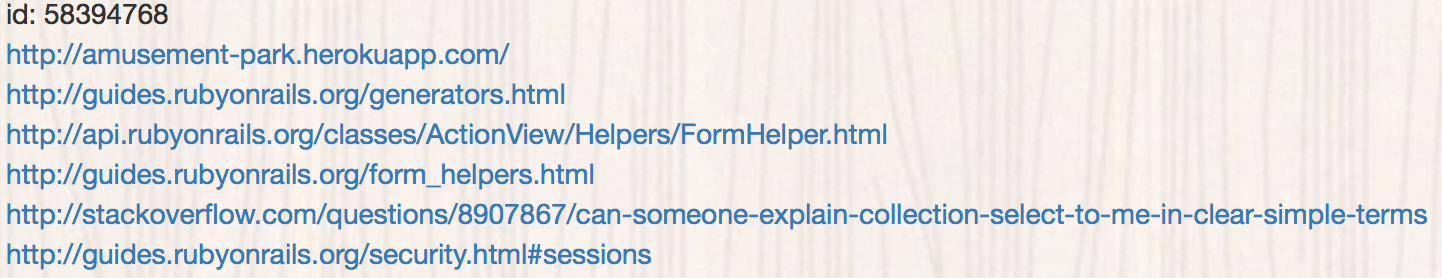 id: 58394768
http://amusement-park.herokuapp.com/
http://guides.rubyonrails.org/generators.html
http://api.rubyonrails.org/classes/ActionView/Helpers/FormHelper.html
http://guides.rubyonrails.org/form_helpers.html
http://stackoverflow.com/questions/8907867/can-someone-explain-collection-select-to-me-in-clear-simple-terms
http://guides.rubyonrails.org/security.html#sessions